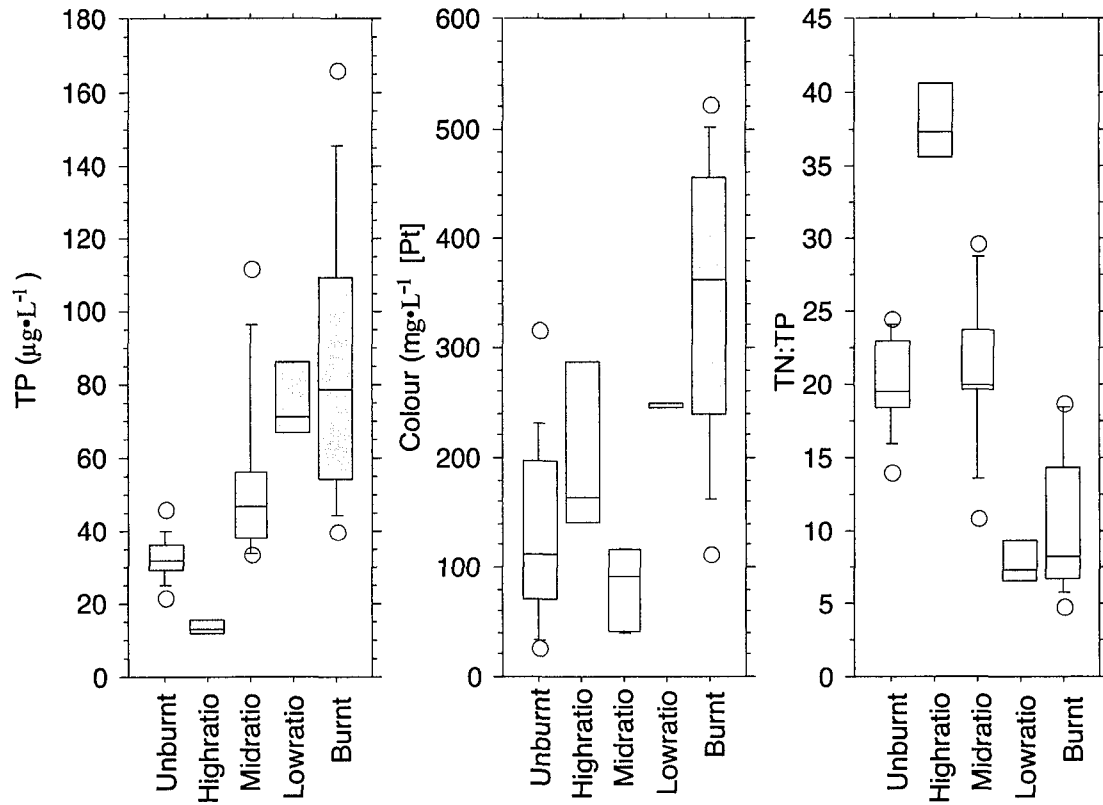 TP (µg•L⁻¹)
180
160
140
120
100
80
60
40
20
0
Unburnt
Highratio
Midratio
Lowratio
Burnt
Colour (mg•L⁻¹ [Pt]
600
500
400
300
200
100
0
Unburnt
Highratio
Midratio
Lowratio
Burnt
TN:TP
45
40
35
30
25
20
15
10
5
0
Unburnt
Highratio
Midratio
Lowratio
Burnt